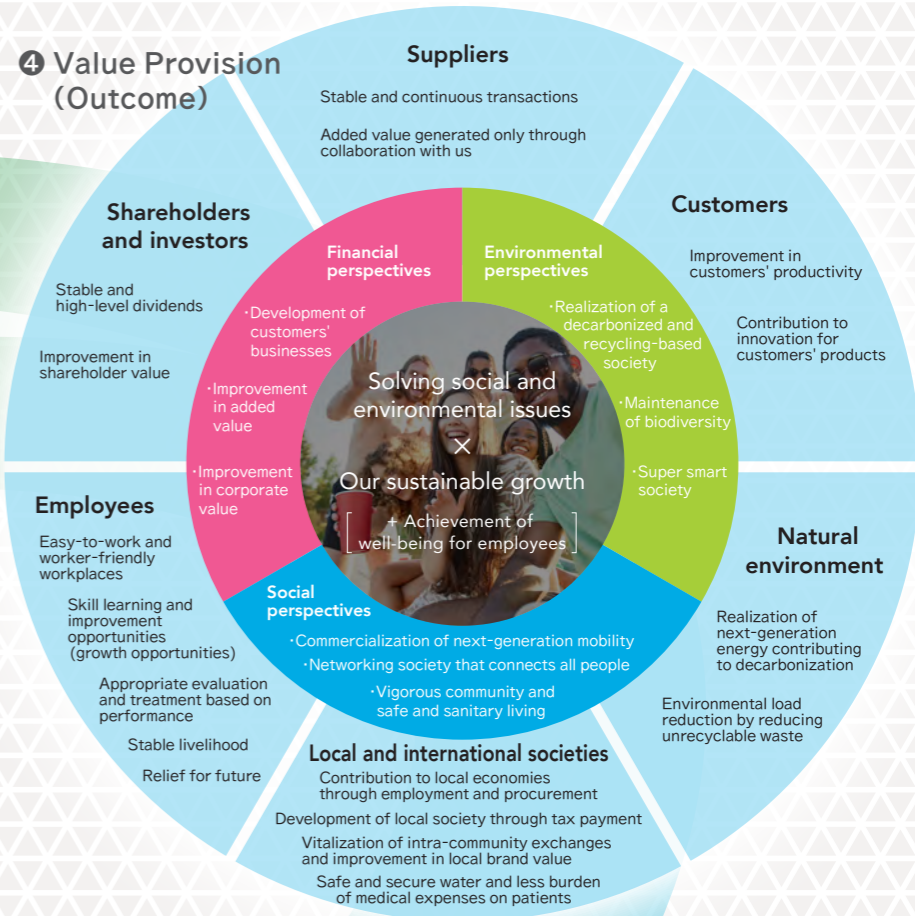 ❹ Value Provision
(Outcome)
Suppliers
Stable and continuous transactions
Added value generated only through
collaboration with us
Customers
Improvement in
customers' productivity
Contribution to
innovation for
customers' products
Natural
environment
Realization of
next-generation
energy contributing
to decarbonization
Environmental load
reduction by reducing
unrecyclable waste
Local and international societies
Contribution to local economies
through employment and procurement
Development of local society through tax payment
Vitalization of intra-community exchanges
and improvement in local brand value
Safe and secure water and less burden
of medical expenses on patients
Employees
Easy-to-work and
worker-friendly
workplaces
Skill learning and
improvement
opportunities
(growth opportunities)
Appropriate evaluation
and treatment based on
performance
Stable livelihood
Relief for future
Shareholders
and investors
Stable and
high-level dividends
Improvement in
shareholder value
Financial
perspectives
·Development of
customers'
businesses
·Improvement
in added
value
·Improvement
in corporate
value
Environmental
perspectives
·Realization of a
decarbonized and
recycling-based
society
·Maintenance
of biodiversity
·Super smart
society
Social
perspectives
·Commercialization of next-generation mobility
·Networking society that connects all people
·Vigorous community and
safe and sanitary living
Solving social and
environmental issues
×
Our sustainable growth
[+ Achievement of
well-being for employees]